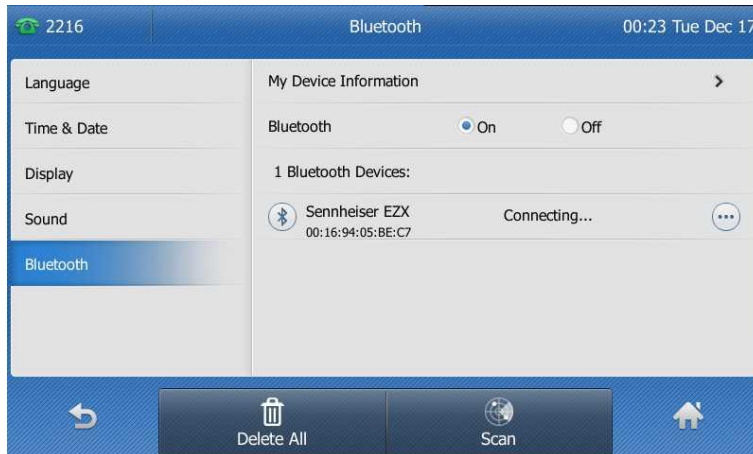 2216 Bluetooth 00:23 Tue Dec 17
Language
Time & Date
Display
Sound
Bluetooth
My Device Information
Bluetooth On Off
1 Bluetooth Devices:
Sennheiser EZX Connecting...
00:16:94:05:BE:C7
Delete All Scan